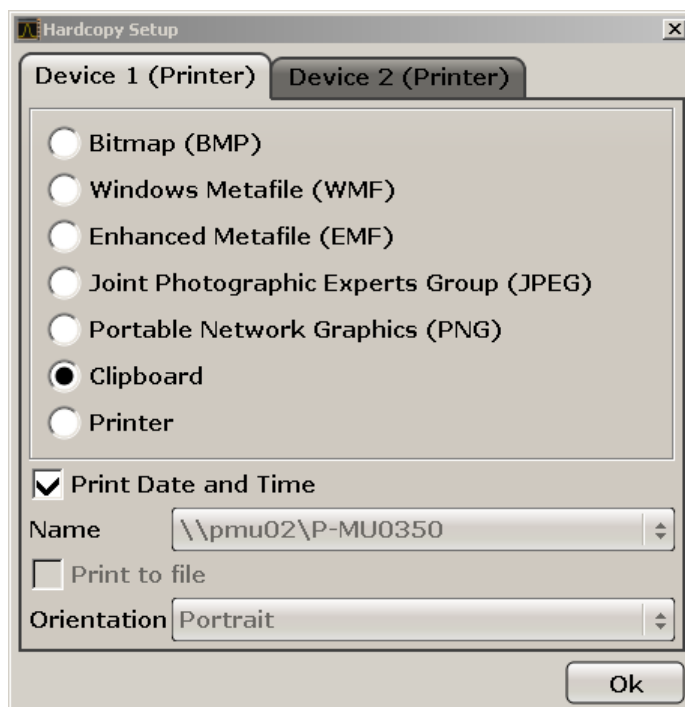 Hardcopy Setup
Device 1 (Printer)
Device 2 (Printer)
Bitmap (BMP)
Windows Metafile (WMF)
Enhanced Metafile (EMF)
Joint Photographic Experts Group (JPEG)
Portable Network Graphics (PNG)
Clipboard
Printer
Print Date and Time
Name \\pmu02\P-MU0350
Print to file
Orientation Portrait
Ok